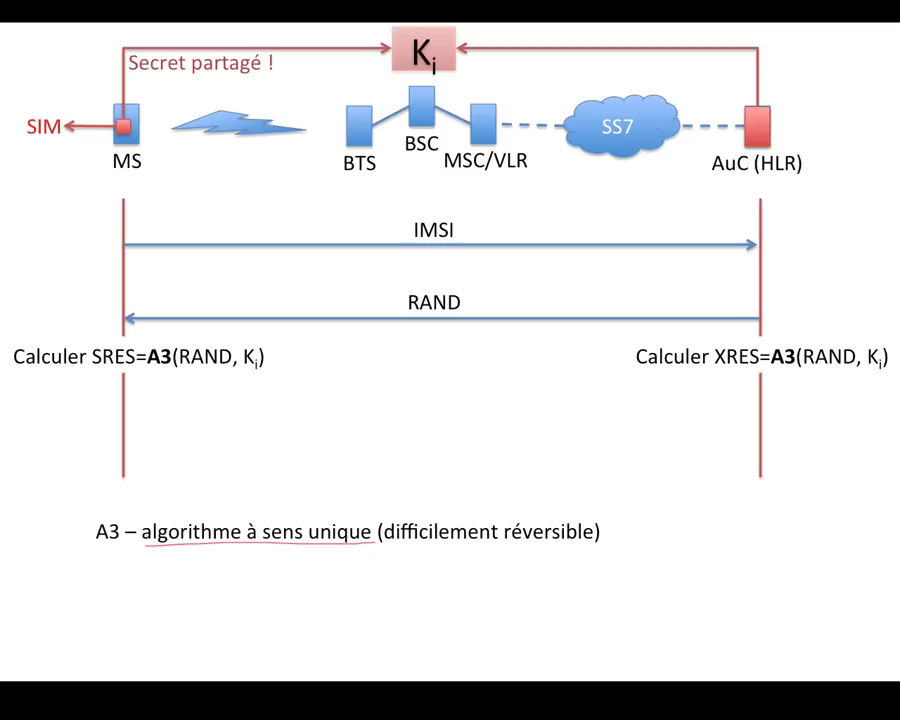 Ki
Secret partagé !
SIM
MS
BTS
BSC
MSC/VLR
SS7
AuC (HLR)
IMSI
RAND
Calculer SRES=A3(RAND, Ki)
Calculer XRES=A3(RAND, Ki)
A3 – algorithme à sens unique (difficilement réversible)